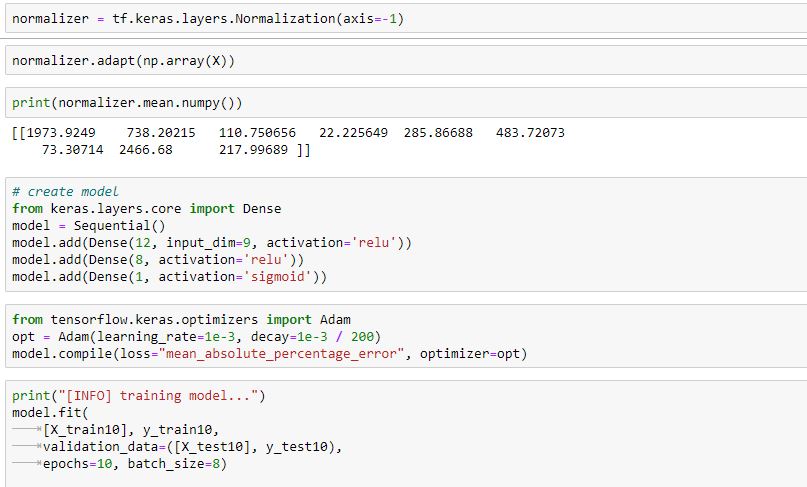 normalizer = tf.keras.layers.Normalization(axis=-1)
normalizer.adapt(np.array(X))
print(normalizer.mean.numpy())
[[1973.9249    738.20215   110.750656   22.225649  285.86688   483.72073
    73.30714  2466.68      217.99689 ]]
# create model
from keras.layers.core import Dense
model = Sequential()
model.add(Dense(12, input_dim=9, activation='relu'))
model.add(Dense(8, activation='relu'))
model.add(Dense(1, activation='sigmoid'))
from tensorflow.keras.optimizers import Adam
opt = Adam(learning_rate=1e-3, decay=1e-3 / 200)
model.compile(loss="mean_absolute_percentage_error", optimizer=opt)
print("[INFO] training model...")
model.fit(
    [X_train10], y_train10,
    validation_data=([X_test10], y_test10),
    epochs=10, batch_size=8)